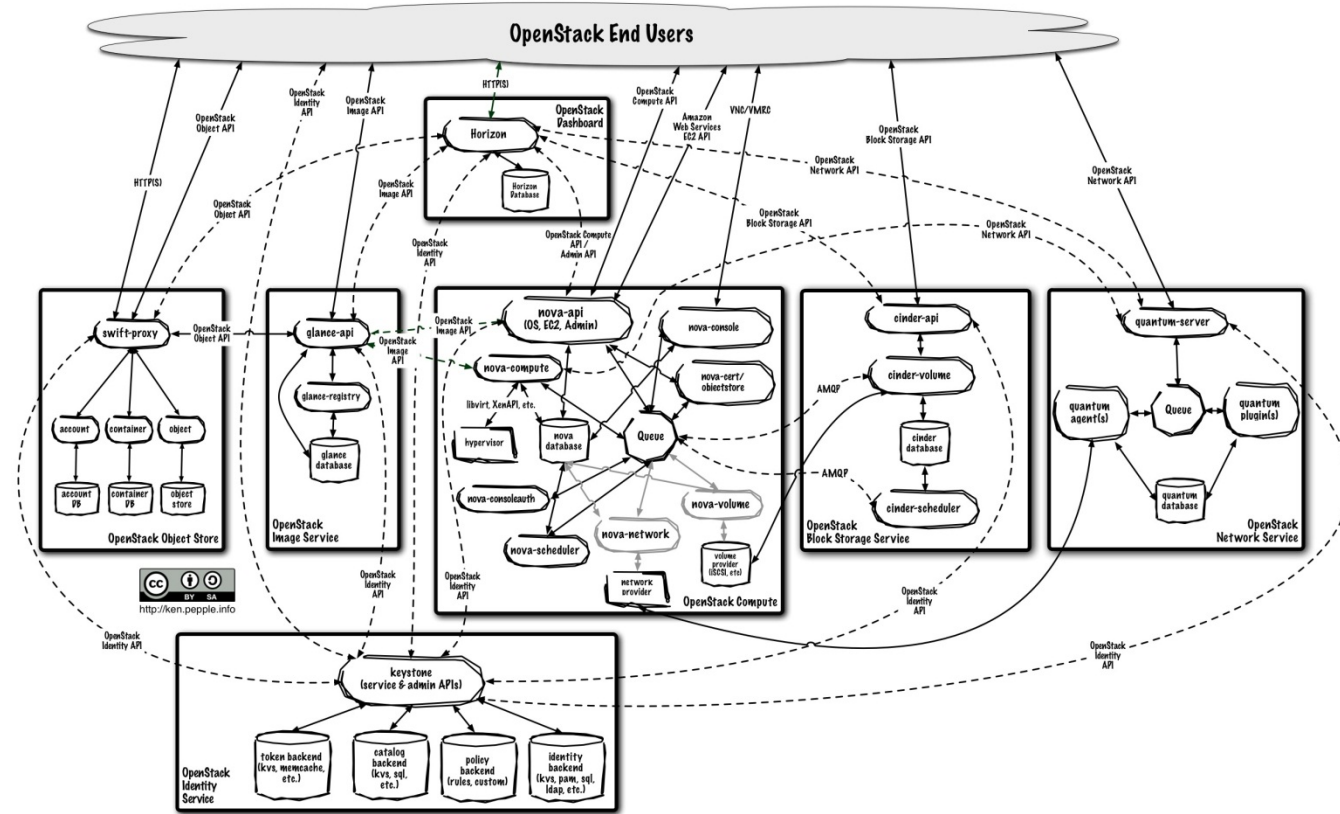 OpenStack End Users
HTTP(S)
OpenStack
Object API
OpenStack
Identity
API
OpenStack
Image API
HTTP(S)
OpenStack
Compute API
Amazon
Web Services
EC2 API
VNC/VMRC
OpenStack
Block Storage API
OpenStack
Network API
OpenStack
Dashboard
Horizon
Horizon
Database
OpenStack
Object API
OpenStack
Image API
OpenStack
Identity
API
OpenStack Compute
API /
Admin API
OpenStack
Block Storage API
OpenStack
Network API
OpenStack
Network API
swift-proxy
account
container
object
account
DB
container
DB
object
store
OpenStack Object Store
OpenStack
Object API
glance-api
glance-registry
glance
database
OpenStack
Image Service
OpenStack
Image API
OpenStack
Image API
nova-api
(OS, EC2, Admin)
nova-console
nova-compute
nova-cert/
objectstore
libvirt, XenAPI, etc.
hypervisor
nova
database
Queue
nova-consoleauth
nova-volume
nova-scheduler
nova-network
volume
provider
(iSCSI, etc)
network
provider
OpenStack Compute
AMQP
AMQP
cinder-api
cinder-volume
cinder
database
cinder-scheduler
OpenStack
Block Storage Service
quantum-server
quantum
agent(s)
Queue
quantum
plugin(s)
quantum
database
OpenStack
Network Service
cc
BY SA
http://ken.pepple.info
OpenStack
Identity API
OpenStack
Identity
API
OpenStack
Identity
API
OpenStack
Identity
API
OpenStack
Identity
API
keystone
(service & admin APIs)
token backend
(kvs, memcache,
etc.)
catalog
backend
(kvs, sql,
etc.)
policy
backend
(rules, custom)
identity
backend
(kvs, pam, sql,
ldap, etc.)
OpenStack
Identity
Service